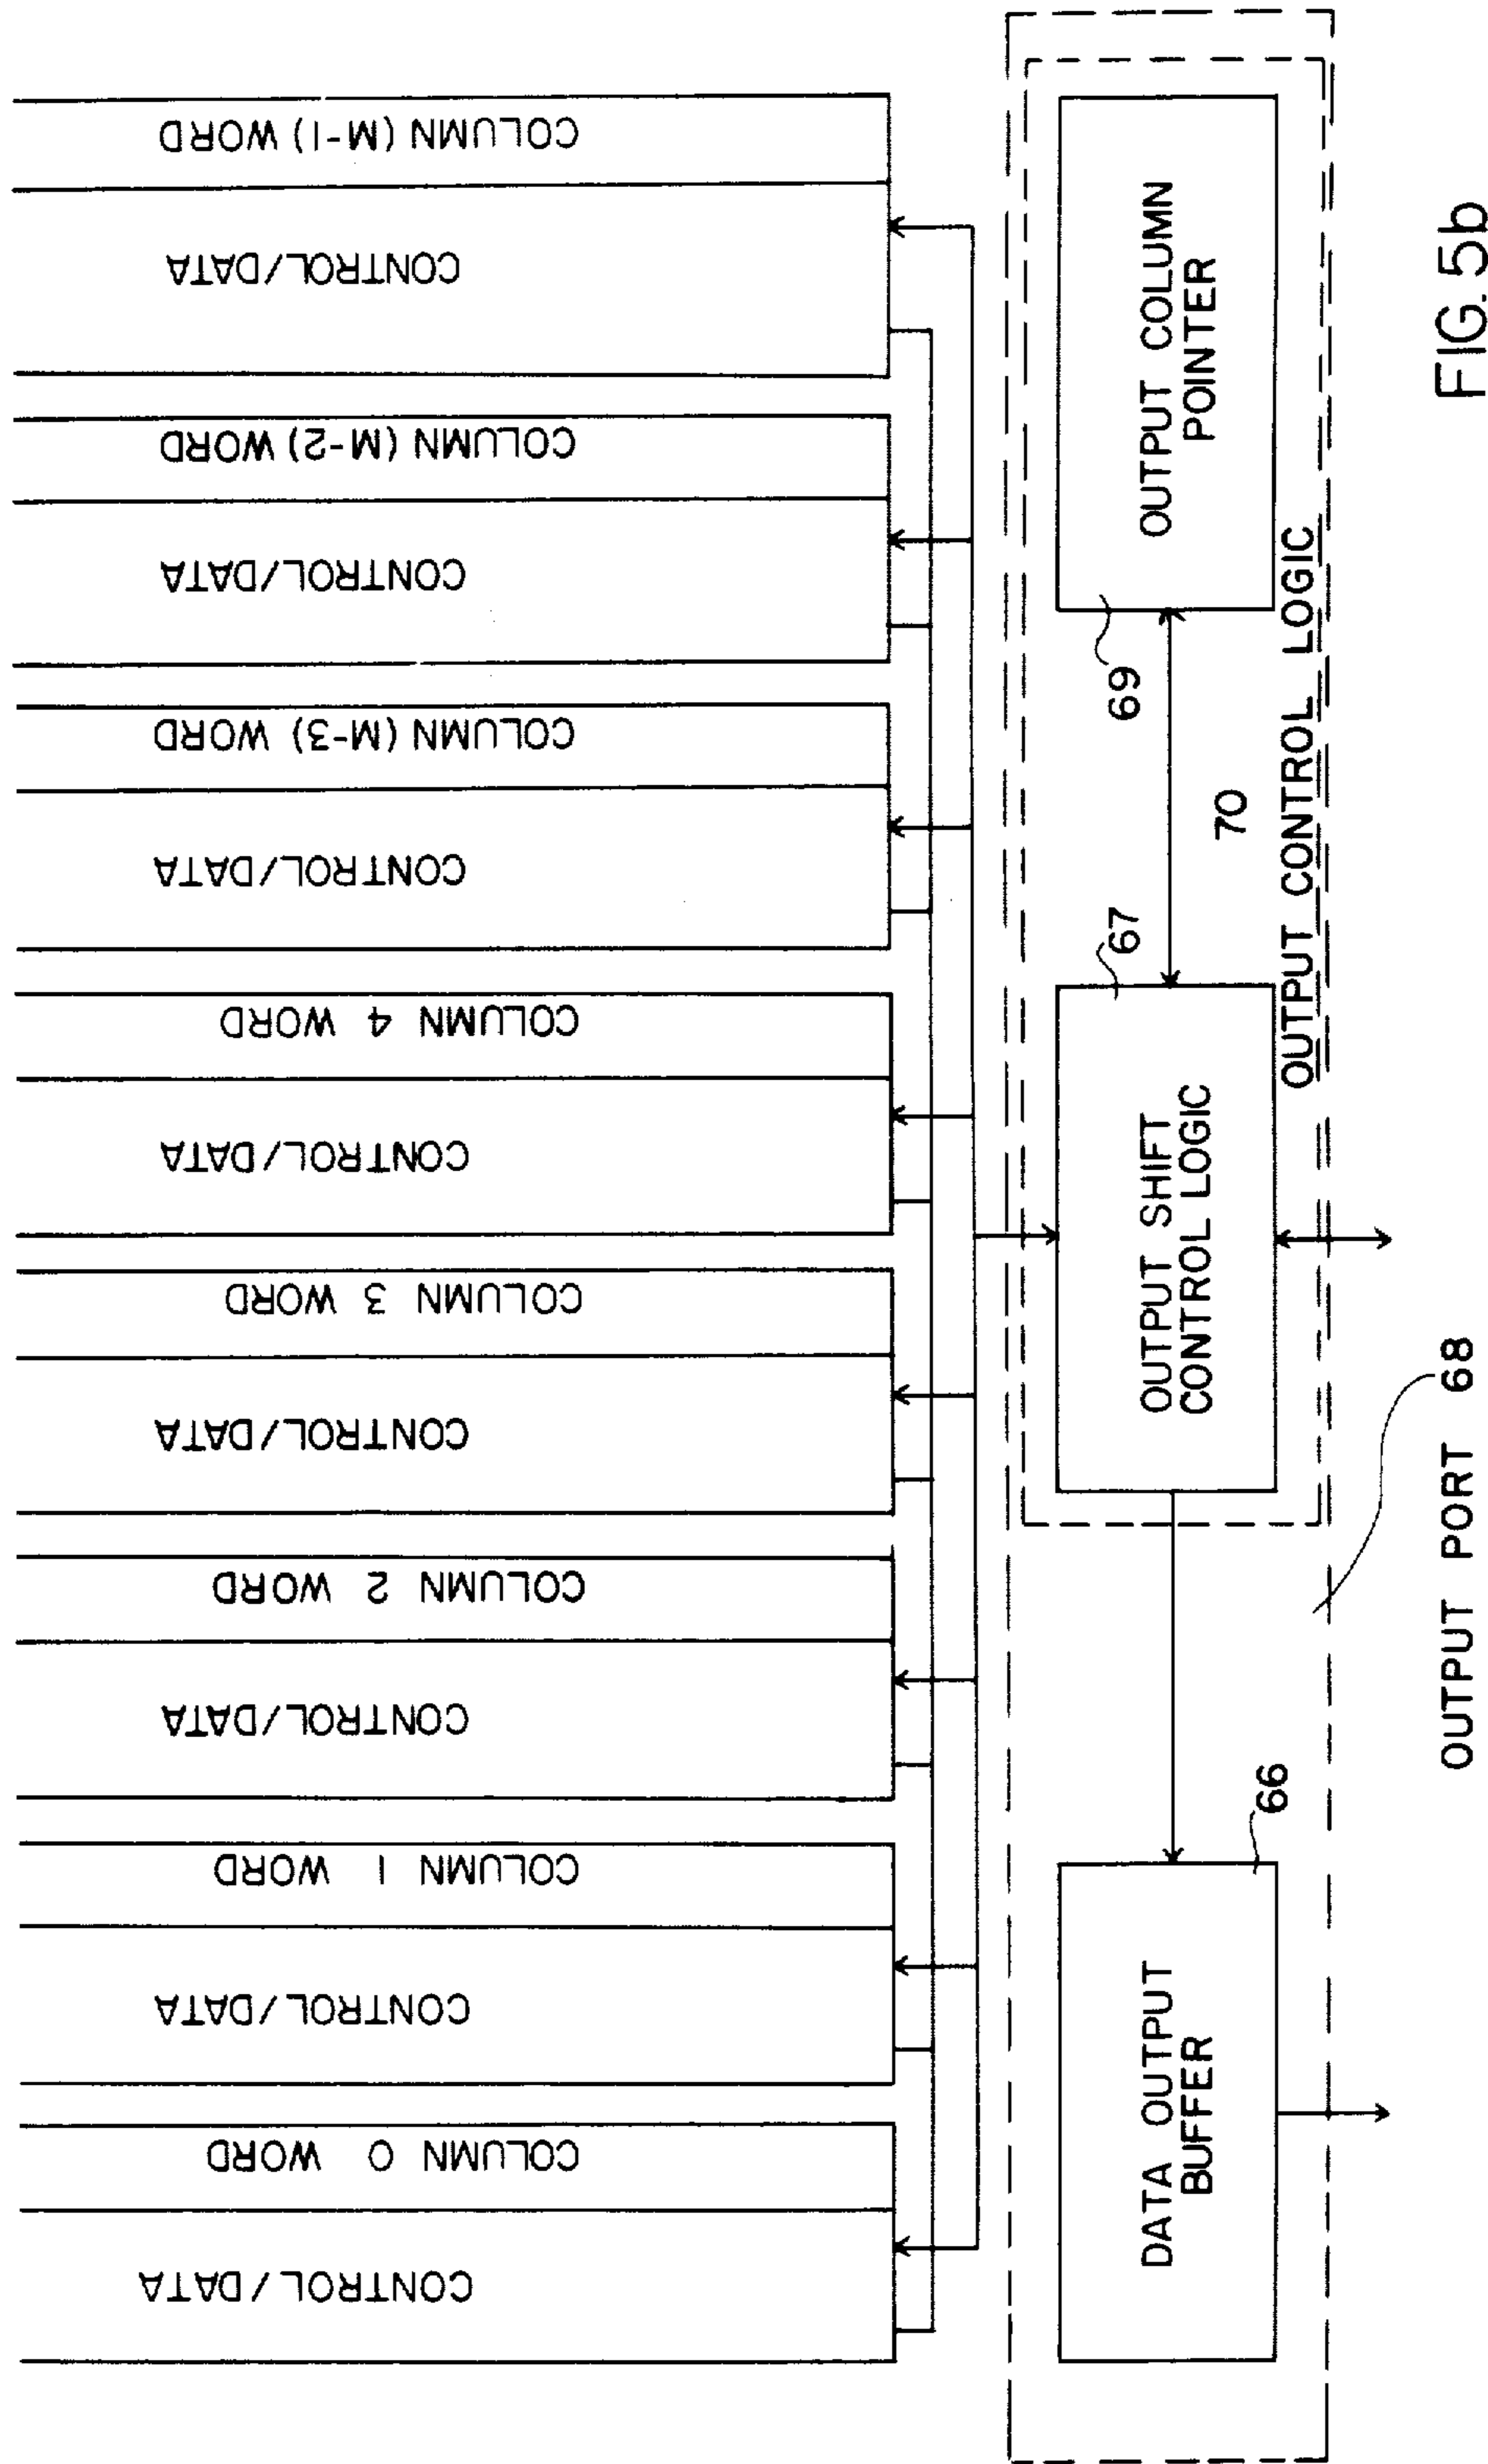 CONTROL/DATA
COLUMN 0 WORD
CONTROL/DATA
COLUMN 1 WORD
CONTROL/DATA
COLUMN 2 WORD
CONTROL/DATA
COLUMN 3 WORD
CONTROL/DATA
COLUMN 4 WORD
CONTROL/DATA
COLUMN (M-3) WORD
CONTROL/DATA
COLUMN (M-2) WORD
CONTROL/DATA
COLUMN (M-1) WORD
DATA OUTPUT
BUFFER
66
OUTPUT SHIFT
CONTROL LOGIC
67
OUTPUT COLUMN
POINTER
69
70
OUTPUT CONTROL LOGIC
OUTPUT PORT 68
FIG. 5b